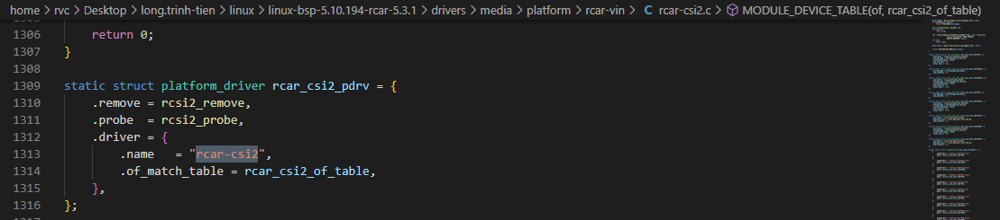 home > rvc > Desktop > long.trinh-tien > linux > linux-bsp-5.10.194-rcar-5.3.1 > drivers > media > platform > rcar-vin > C rcar-csi2.c > MODULE_DEVICE_TABLE(of, rcar_csi2_of_table)
1306 return 0;
1307 }
1308
1309 static struct platform_driver rcar_csi2_pdrv = {
1310 .remove = rcsi2_remove,
1311 .probe  = rcsi2_probe,
1312 .driver = {
1313 .name   = "rcar-csi2",
1314 .of_match_table = rcar_csi2_of_table,
1315 },
1316 };